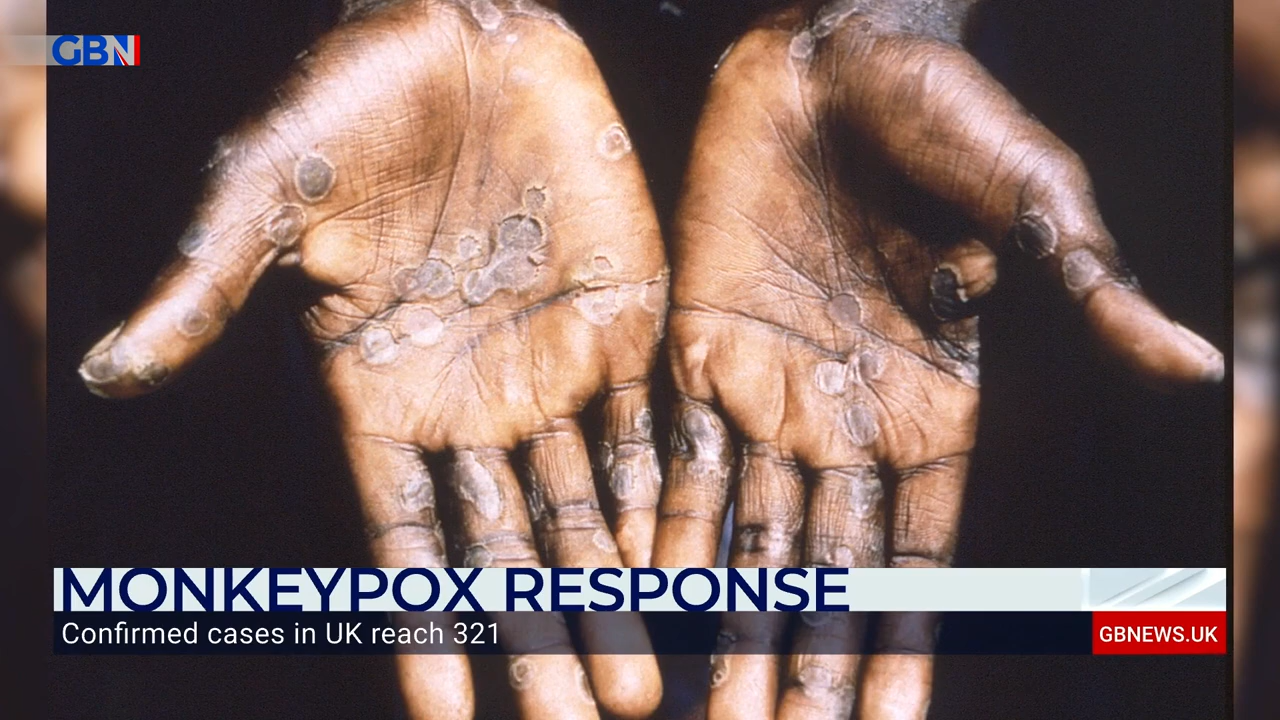 GBN
MONKEYPOX RESPONSE
Confirmed cases in UK reach 321
GBNEWS.UK